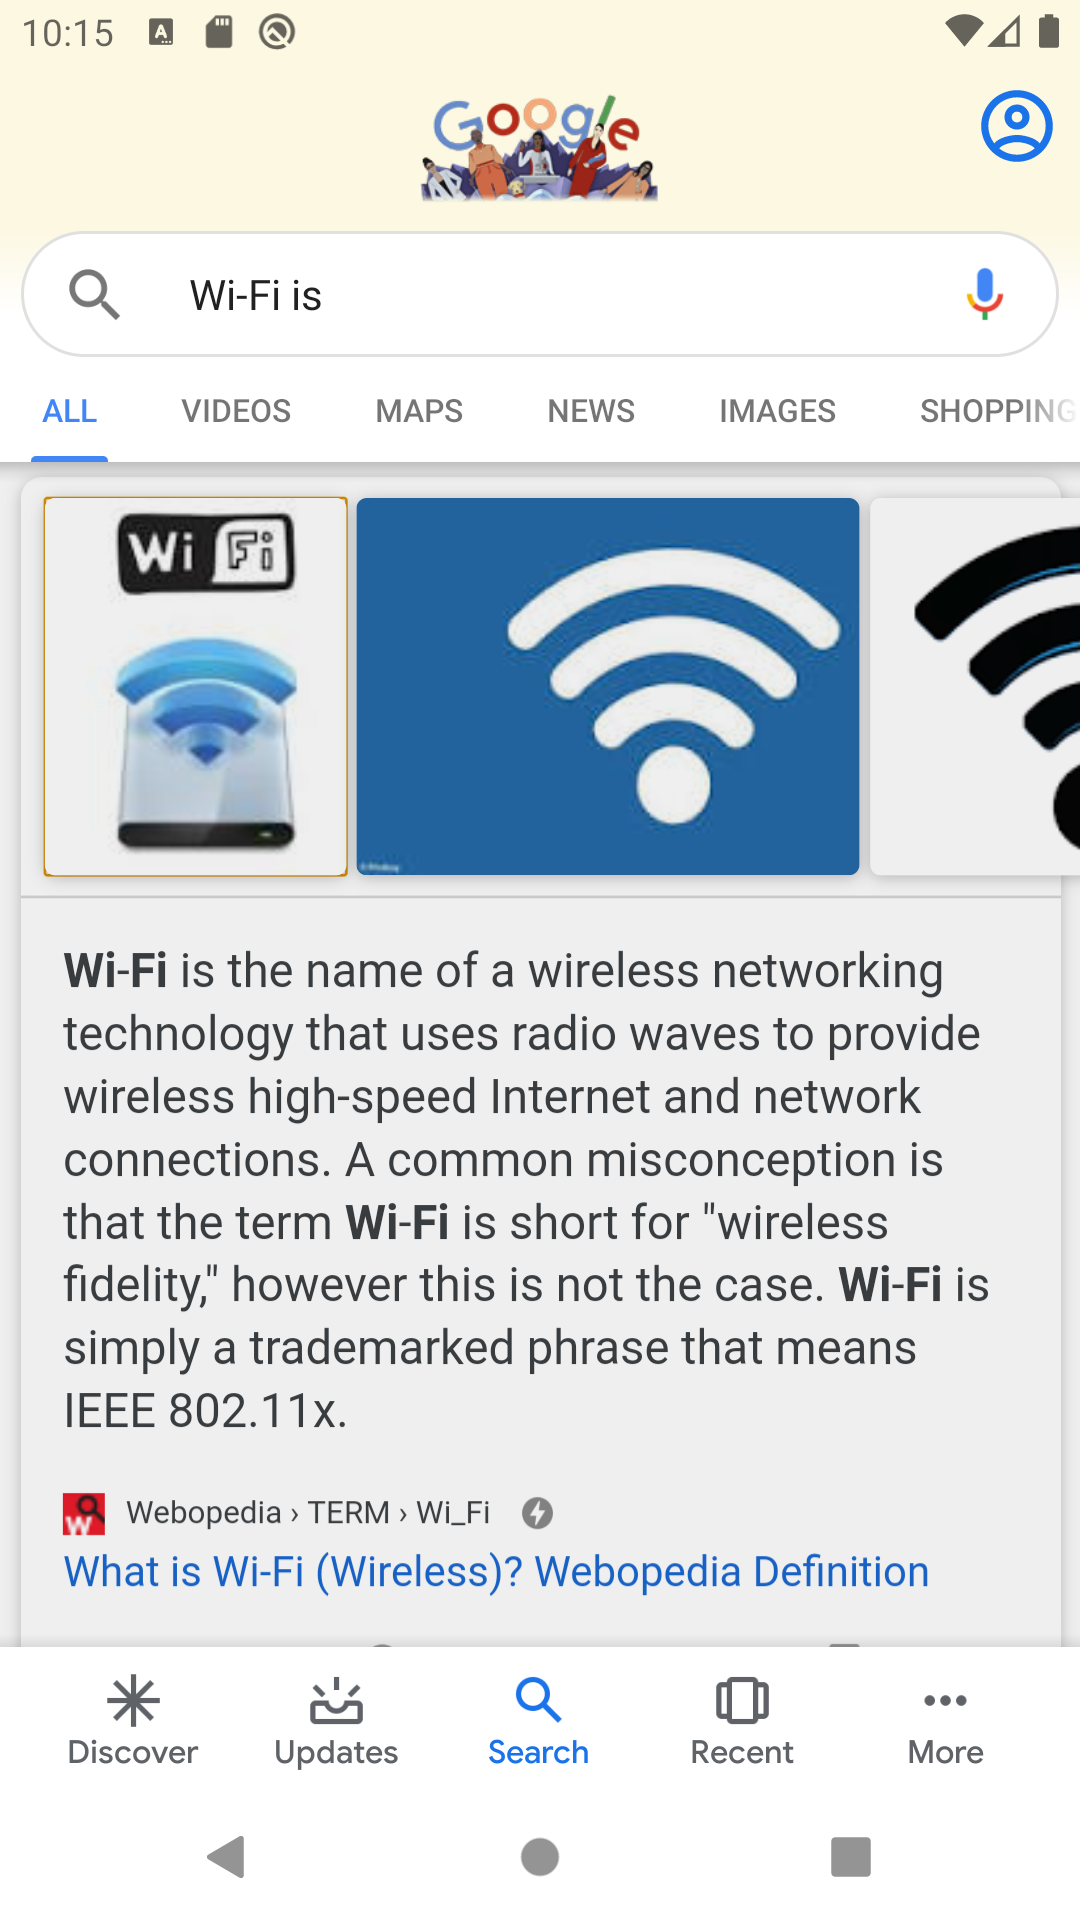 10:15
Google
Wi-Fi is
ALL VIDEOS MAPS NEWS IMAGES SHOPPING
Wi Fi
Wi-Fi is the name of a wireless networking
technology that uses radio waves to provide
wireless high-speed Internet and network
connections. A common misconception is
that the term Wi-Fi is short for "wireless
fidelity," however this is not the case. Wi-Fi is
simply a trademarked phrase that means
IEEE 802.11x.
Webopedia › TERM › Wi_Fi
What is Wi-Fi (Wireless)? Webopedia Definition
Discover Updates Search Recent More